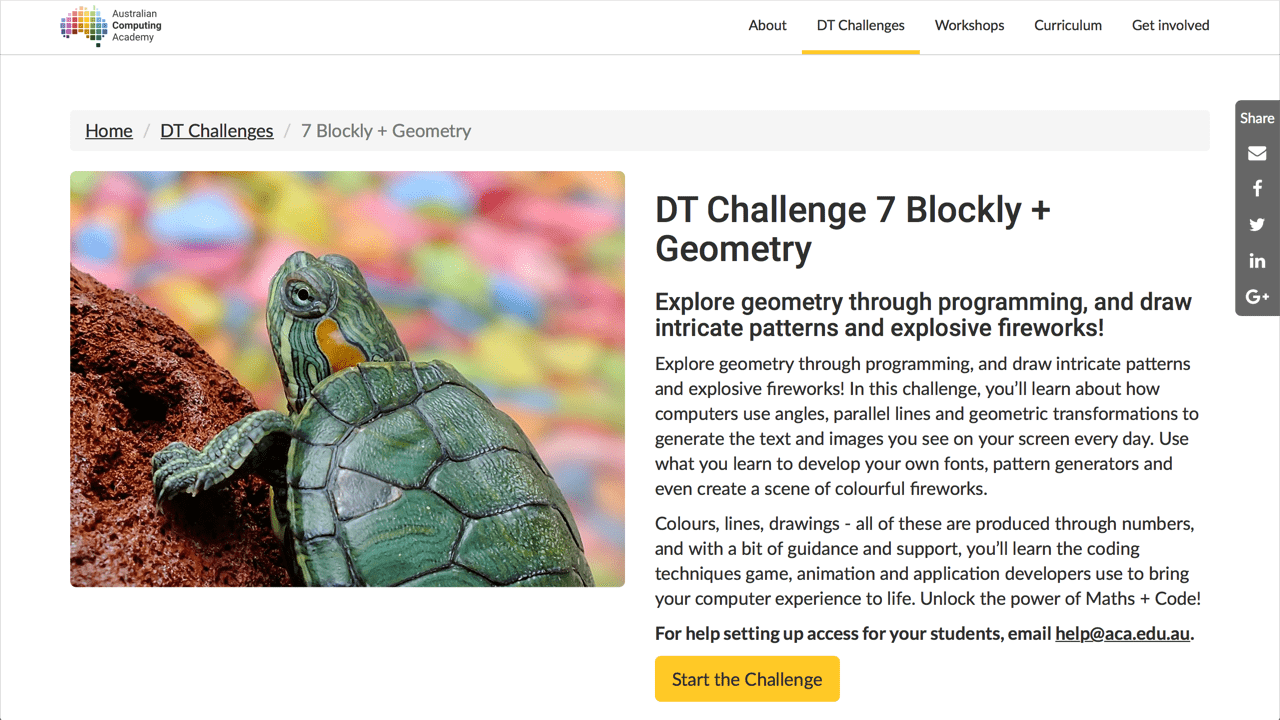 Australian
Computing
Academy
About
DT Challenges
Workshops
Curriculum
Get involved
Home / DT Challenges / 7 Blockly + Geometry
Share
DT Challenge 7 Blockly +
Geometry
Explore geometry through programming, and draw
intricate patterns and explosive fireworks!
Explore geometry through programming, and draw intricate patterns
and explosive fireworks! In this challenge, you’ll learn about how
computers use angles, parallel lines and geometric transformations to
generate the text and images you see on your screen every day. Use
what you learn to develop your own fonts, pattern generators and
even create a scene of colourful fireworks.
Colours, lines, drawings - all of these are produced through numbers,
and with a bit of guidance and support, you’ll learn the coding
techniques game, animation and application developers use to bring
your computer experience to life. Unlock the power of Maths + Code!
For help setting up access for your students, email help@aca.edu.au.
Start the Challenge